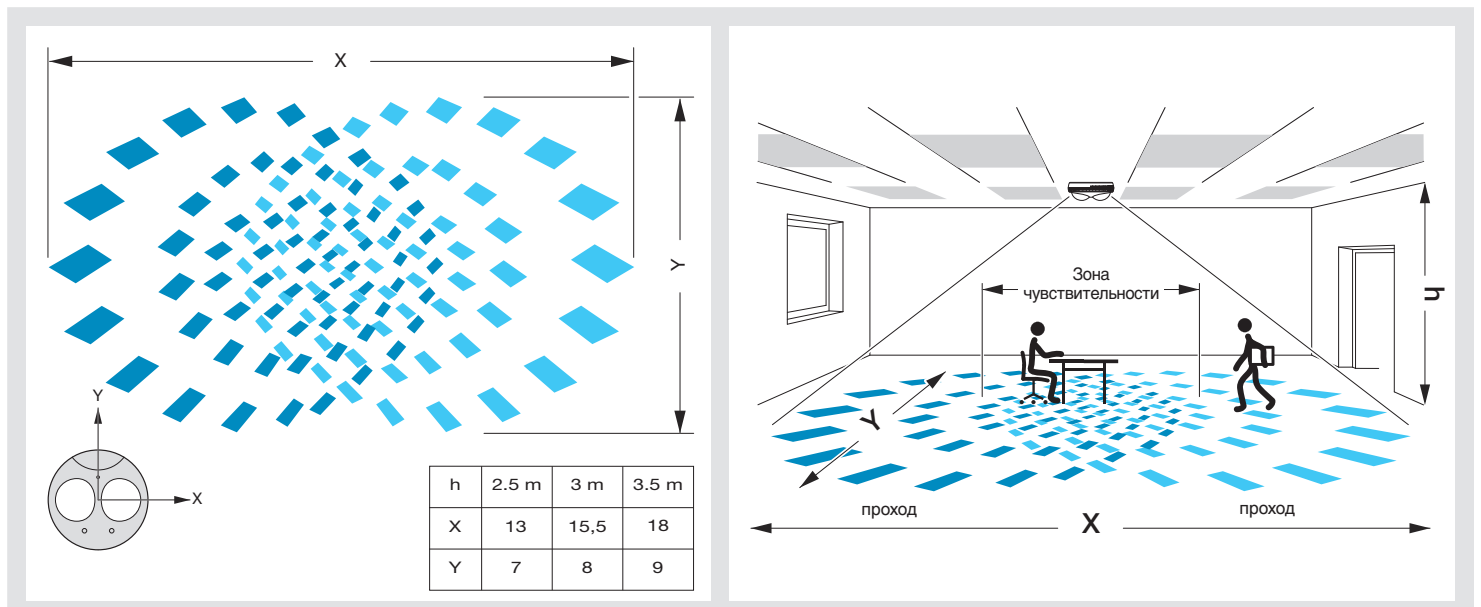 X
Y
Y
X
h 2.5 m 3 m 3.5 m
X 13 15,5 18
Y 7 8 9
Зона
чувствительности
h
Y
проход
проход
X